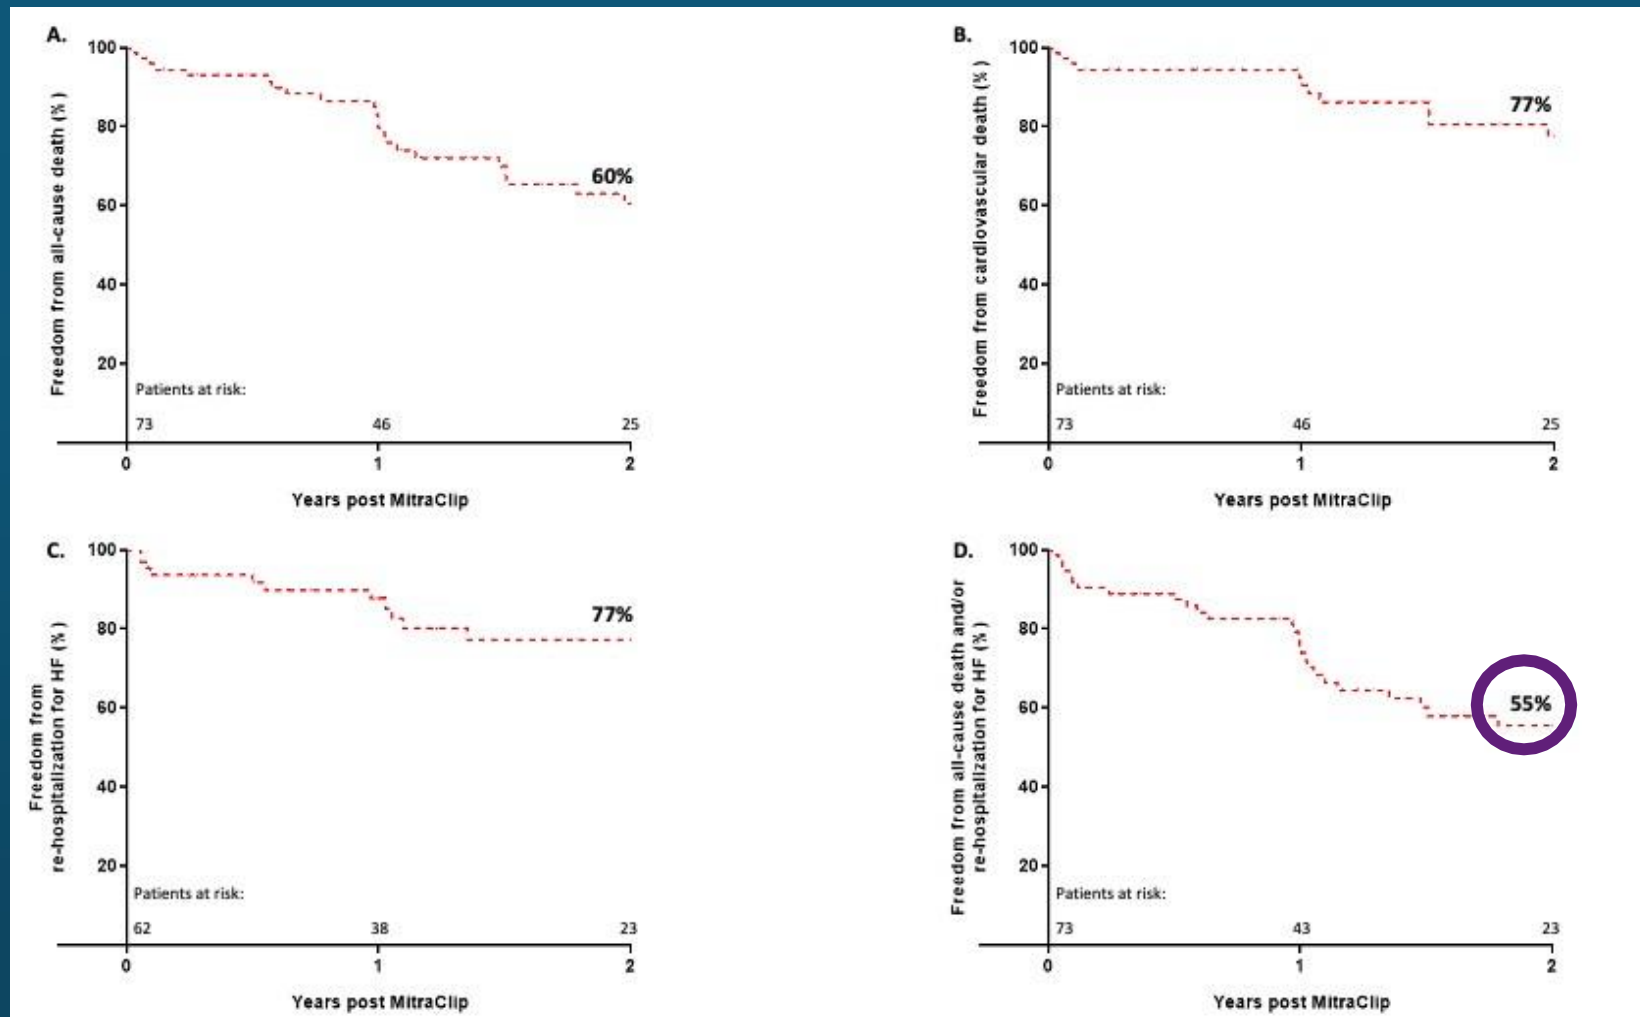 A.
Freedom from all-cause death (%)
100
80
60
40
20
60%
Patients at risk:
73 46 25
0 1 2
Years post MitraClip
B.
Freedom from cardiovascular death (%)
100
80
60
40
20
77%
Patients at risk:
73 46 25
0 1 2
Years post MitraClip
C.
Freedom from
re-hospitalization for HF (%)
100
80
60
40
20
77%
Patients at risk:
62 38 23
0 1 2
Years post MitraClip
D.
Freedom from all-cause death and/or
re-hospitalization for HF (%)
100
80
60
40
20
55%
Patients at risk:
73 43 23
0 1 2
Years post MitraClip